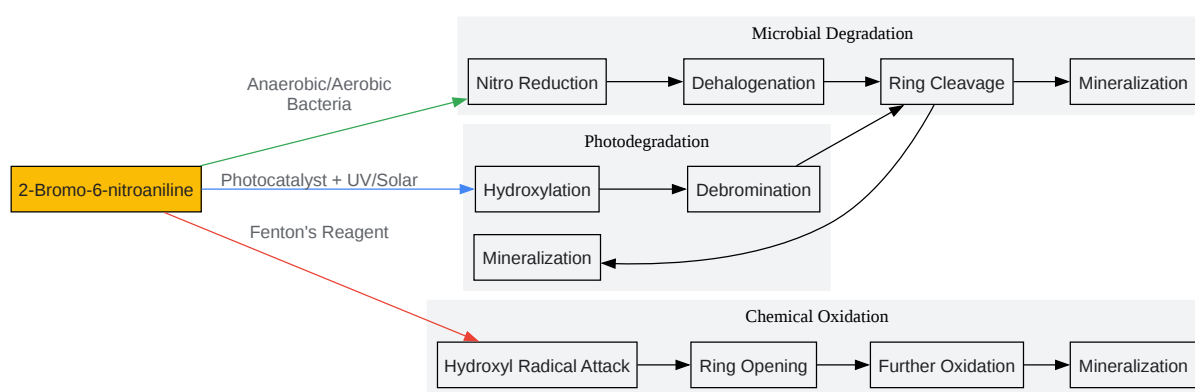 Microbial Degradation
Anaerobic/Aerobic
Bacteria
Nitro Reduction
Dehalogenation
Ring Cleavage
Mineralization
Photodegradation
2-Bromo-6-nitroaniline
Photocatalyst + UV/Solar
Hydroxylation
Debromination
Fenton's Reagent
Mineralization
Chemical Oxidation
Hydroxyl Radical Attack
Ring Opening
Further Oxidation
Mineralization